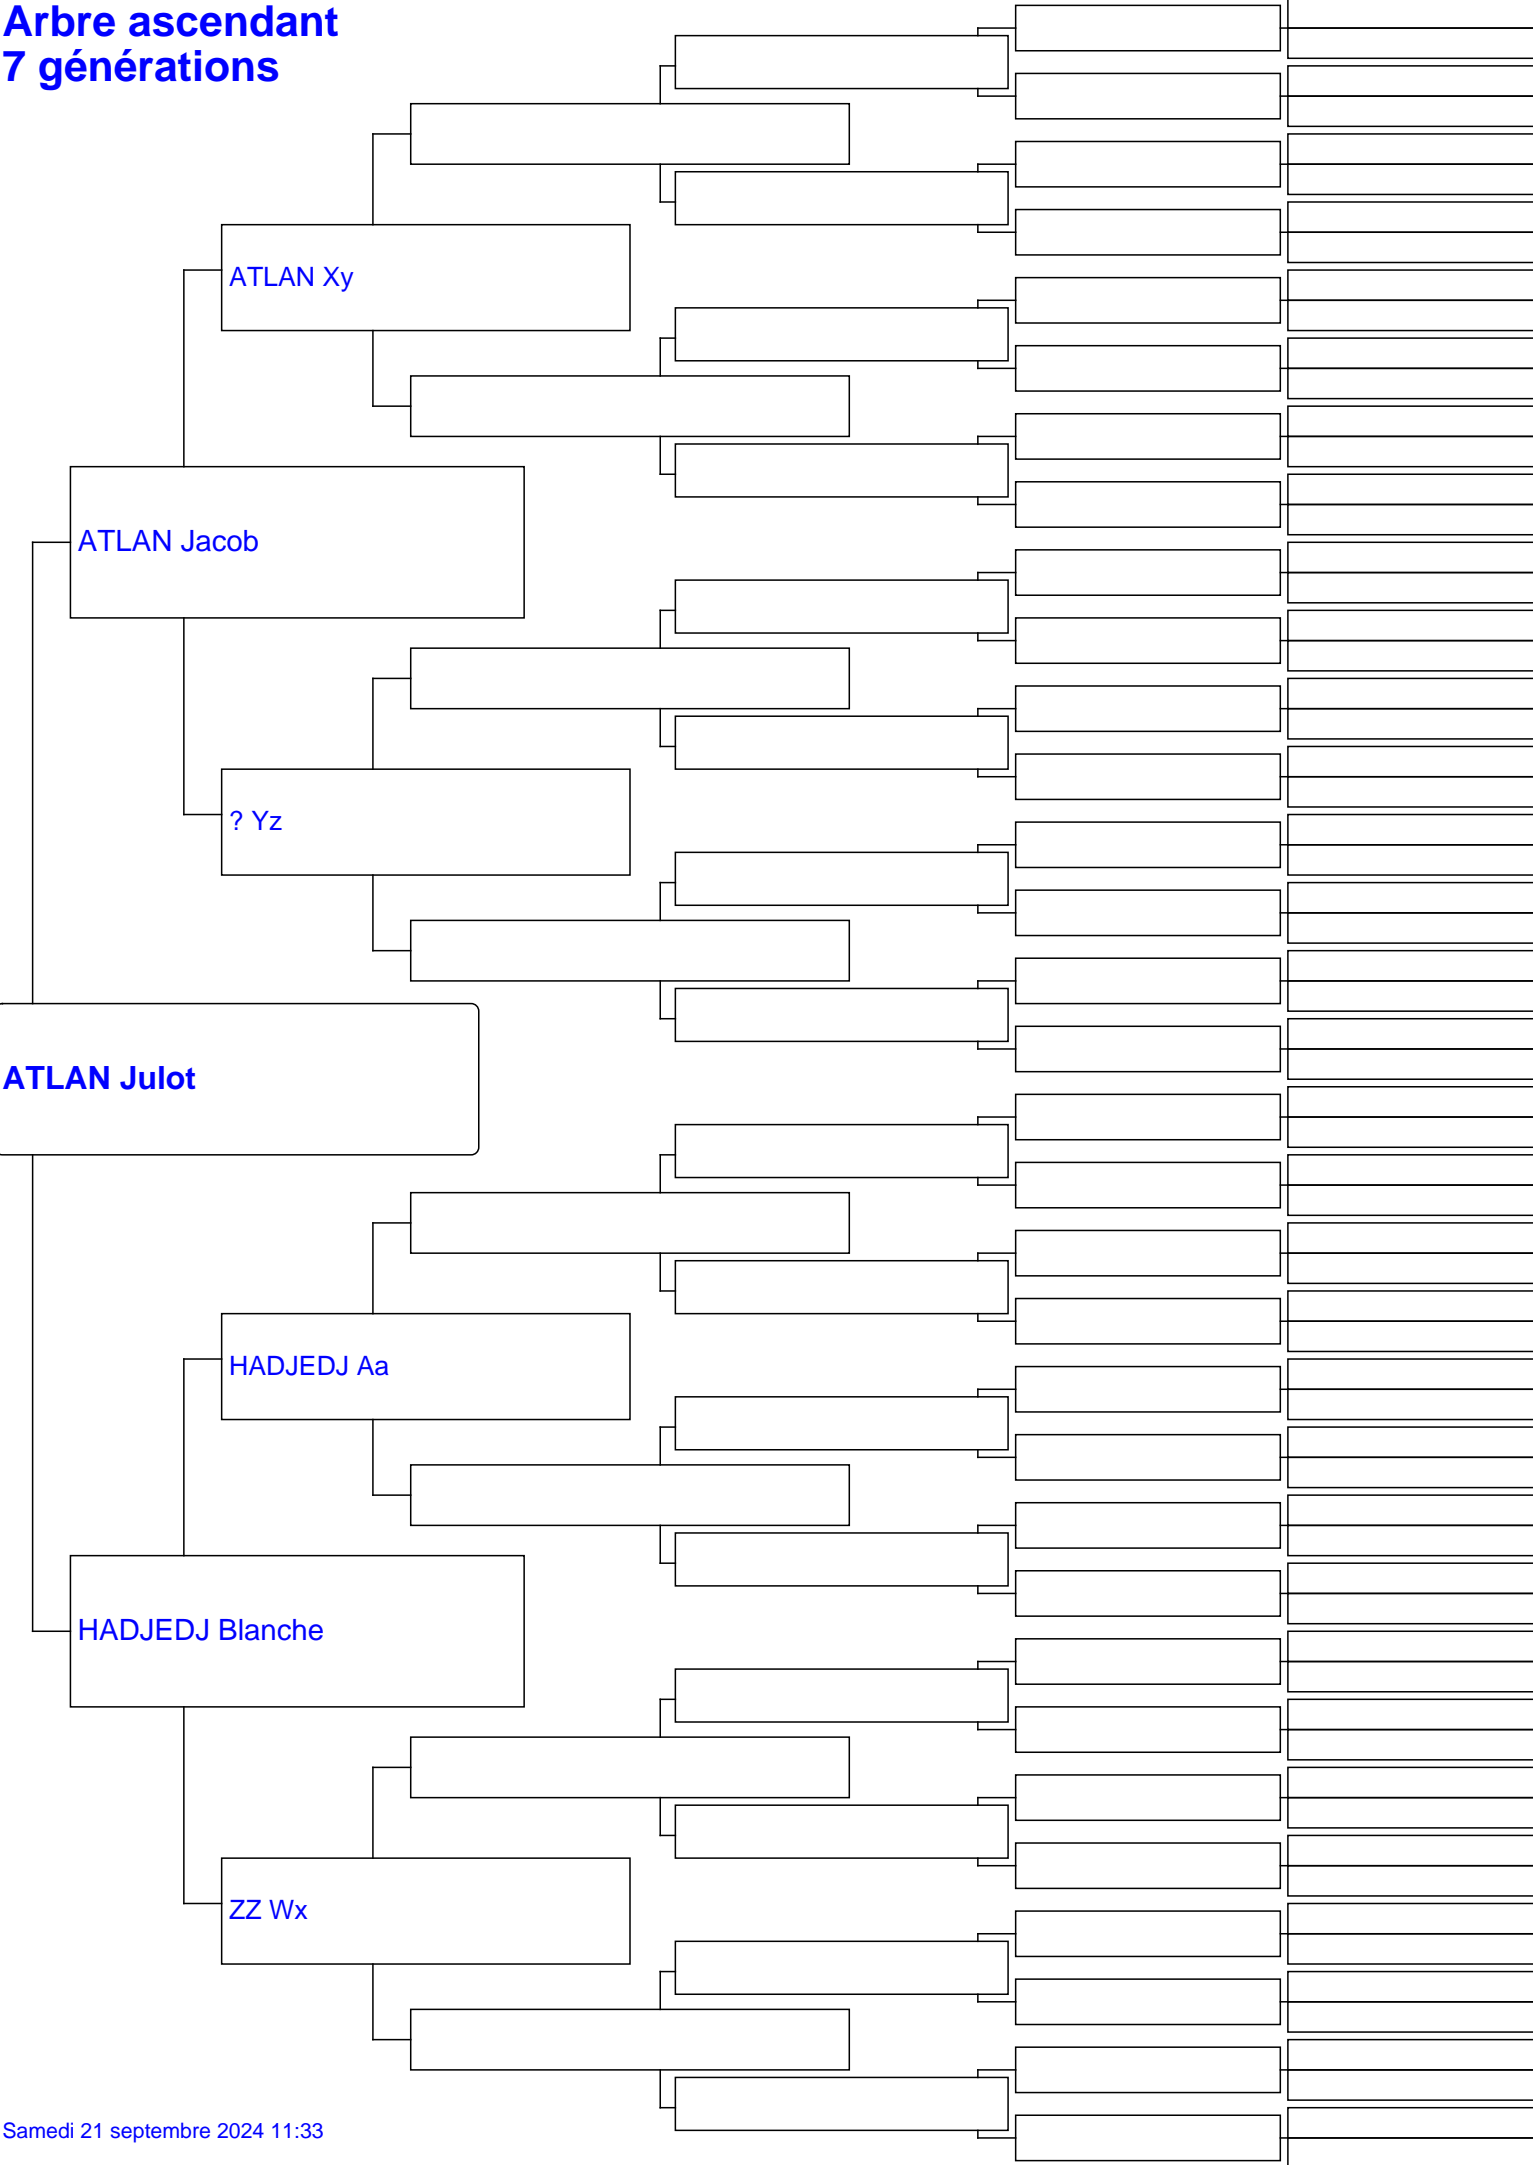 Arbre ascendant
7 générations
ATLAN Xy
ATLAN Jacob
? Yz
ATLAN Julot
HADJEDJ Aa
HADJEDJ Blanche
ZZ Wx
Samedi 21 septembre 2024 11:33